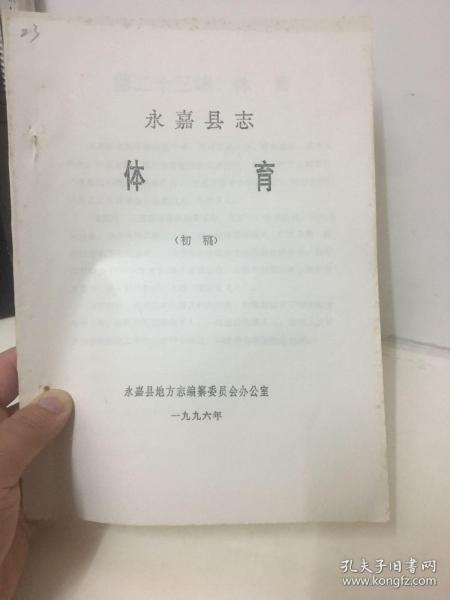 23
永嘉县志
体育
（初稿）
永嘉县地方志编纂委员会办公室
一九九六年
孔夫子旧书网
www.kongfz.com